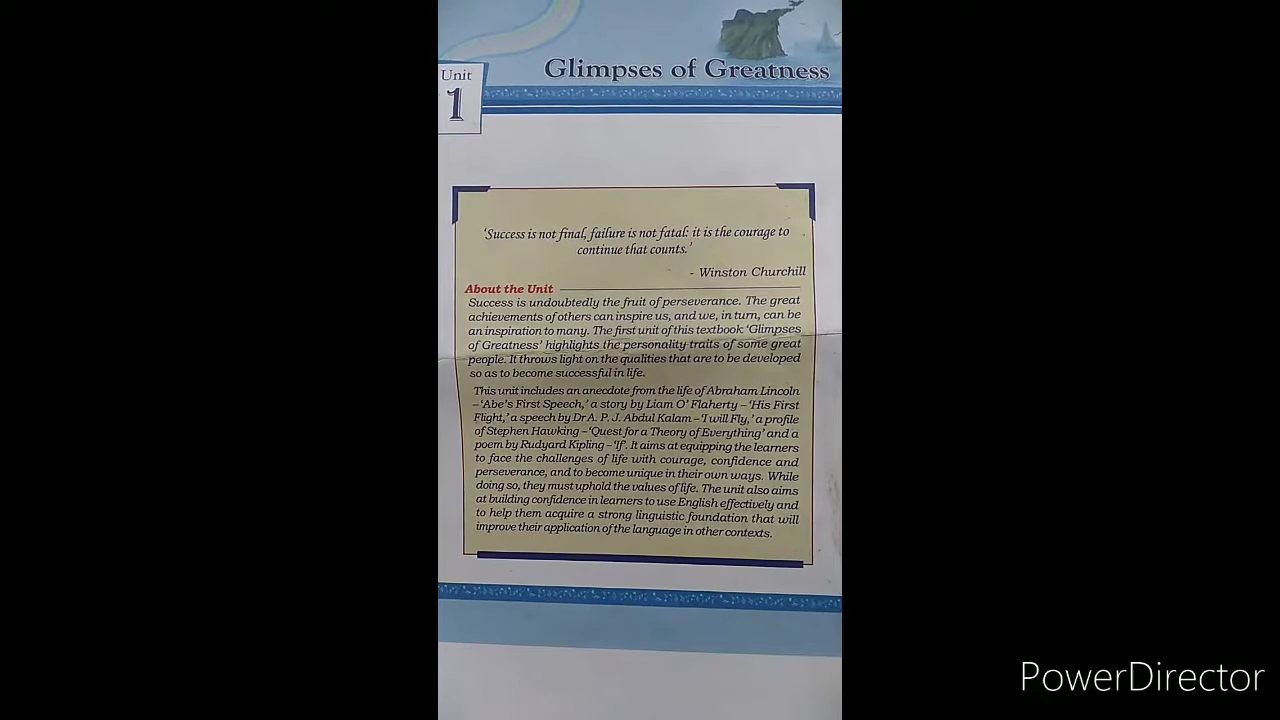 Glimpses of Greatness
Unit
1
‘Success is not final, failure is not fatal: it is the courage to
continue that counts.’
- Winston Churchill
About the Unit
Success is undoubtedly the fruit of perseverance. The great
achievements of others can inspire us, and we, in turn, can be
an inspiration to many. The first unit of this textbook ‘Glimpses
of Greatness’ highlights the personality traits of some great
people. It throws light on the qualities that are to be developed
so as to become successful in life.
This unit includes an anecdote from the life of Abraham Lincoln
– ‘Abe's First Speech,’ a story by Liam O’ Flaherty – ‘His First
Flight,’ a speech by Dr A. P. J. Abdul Kalam – ‘I will Fly,’ a profile
of Stephen Hawking – ‘Quest for a Theory of Everything’ and a
poem by Rudyard Kipling – ‘If’. It aims at equipping the learners
to face the challenges of life with courage, confidence and
perseverance, and to become unique in their own ways. While
doing so, they must uphold the values of life. The unit also aims
at building confidence in learners to use English effectively and
to help them acquire a strong linguistic foundation that will
improve their application of the language in other contexts.
PowerDirector